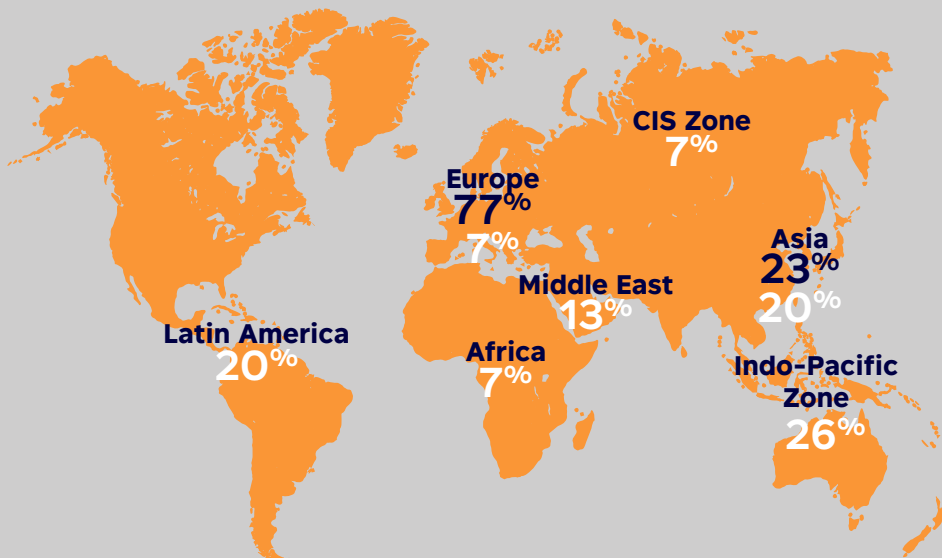 CIS Zone
7%
Europe
77%
7%
Asia
23%
20%
Middle East
13%
Latin America
20%
Africa
7%
Indo-Pacific
Zone
26%